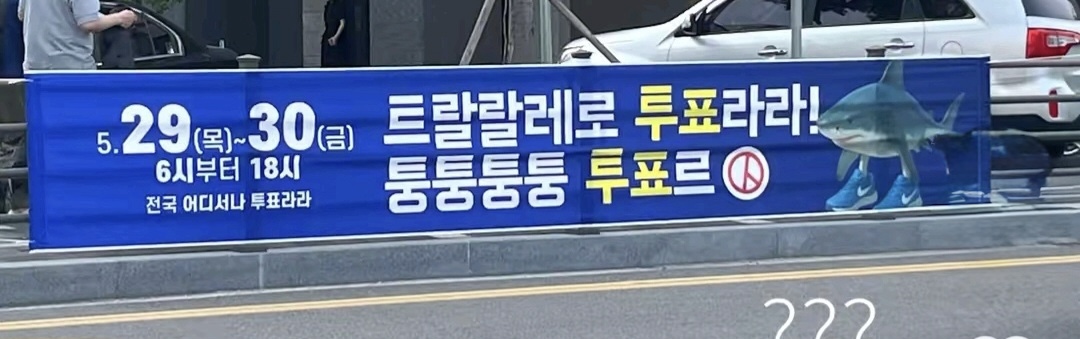 5.29(목)~30(금)
6시부터 18시
전국 어디서나 투표라라
트랄랄레로 투표라라!
퉁퉁퉁퉁 투표르
???